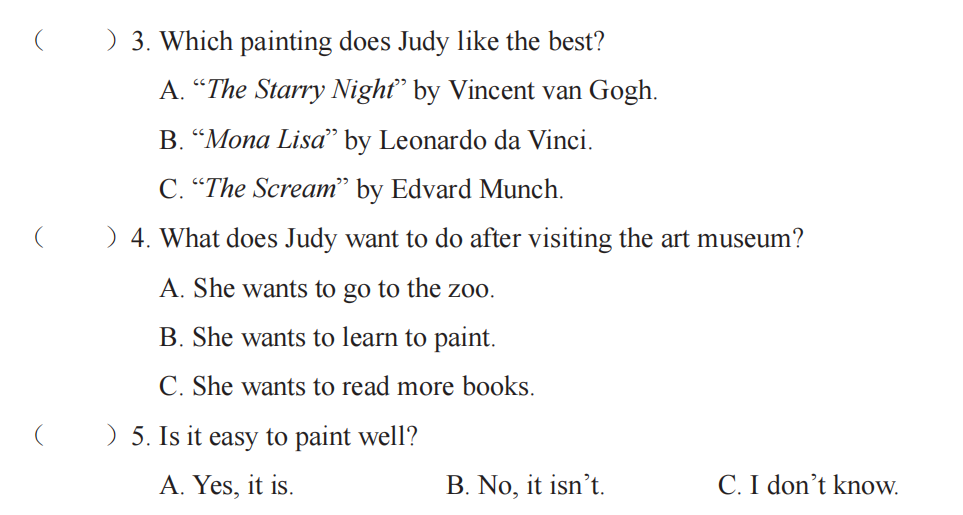 （　　）3. Which painting does Judy like the best?
A. “The Starry Night” by Vincent van Gogh.
B. “Mona Lisa” by Leonardo da Vinci.
C. “The Scream” by Edvard Munch.
（　　）4. What does Judy want to do after visiting the art museum?
A. She wants to go to the zoo.
B. She wants to learn to paint.
C. She wants to read more books.
（　　）5. Is it easy to paint well?
A. Yes, it is. B. No, it isn’t. C. I don’t know.